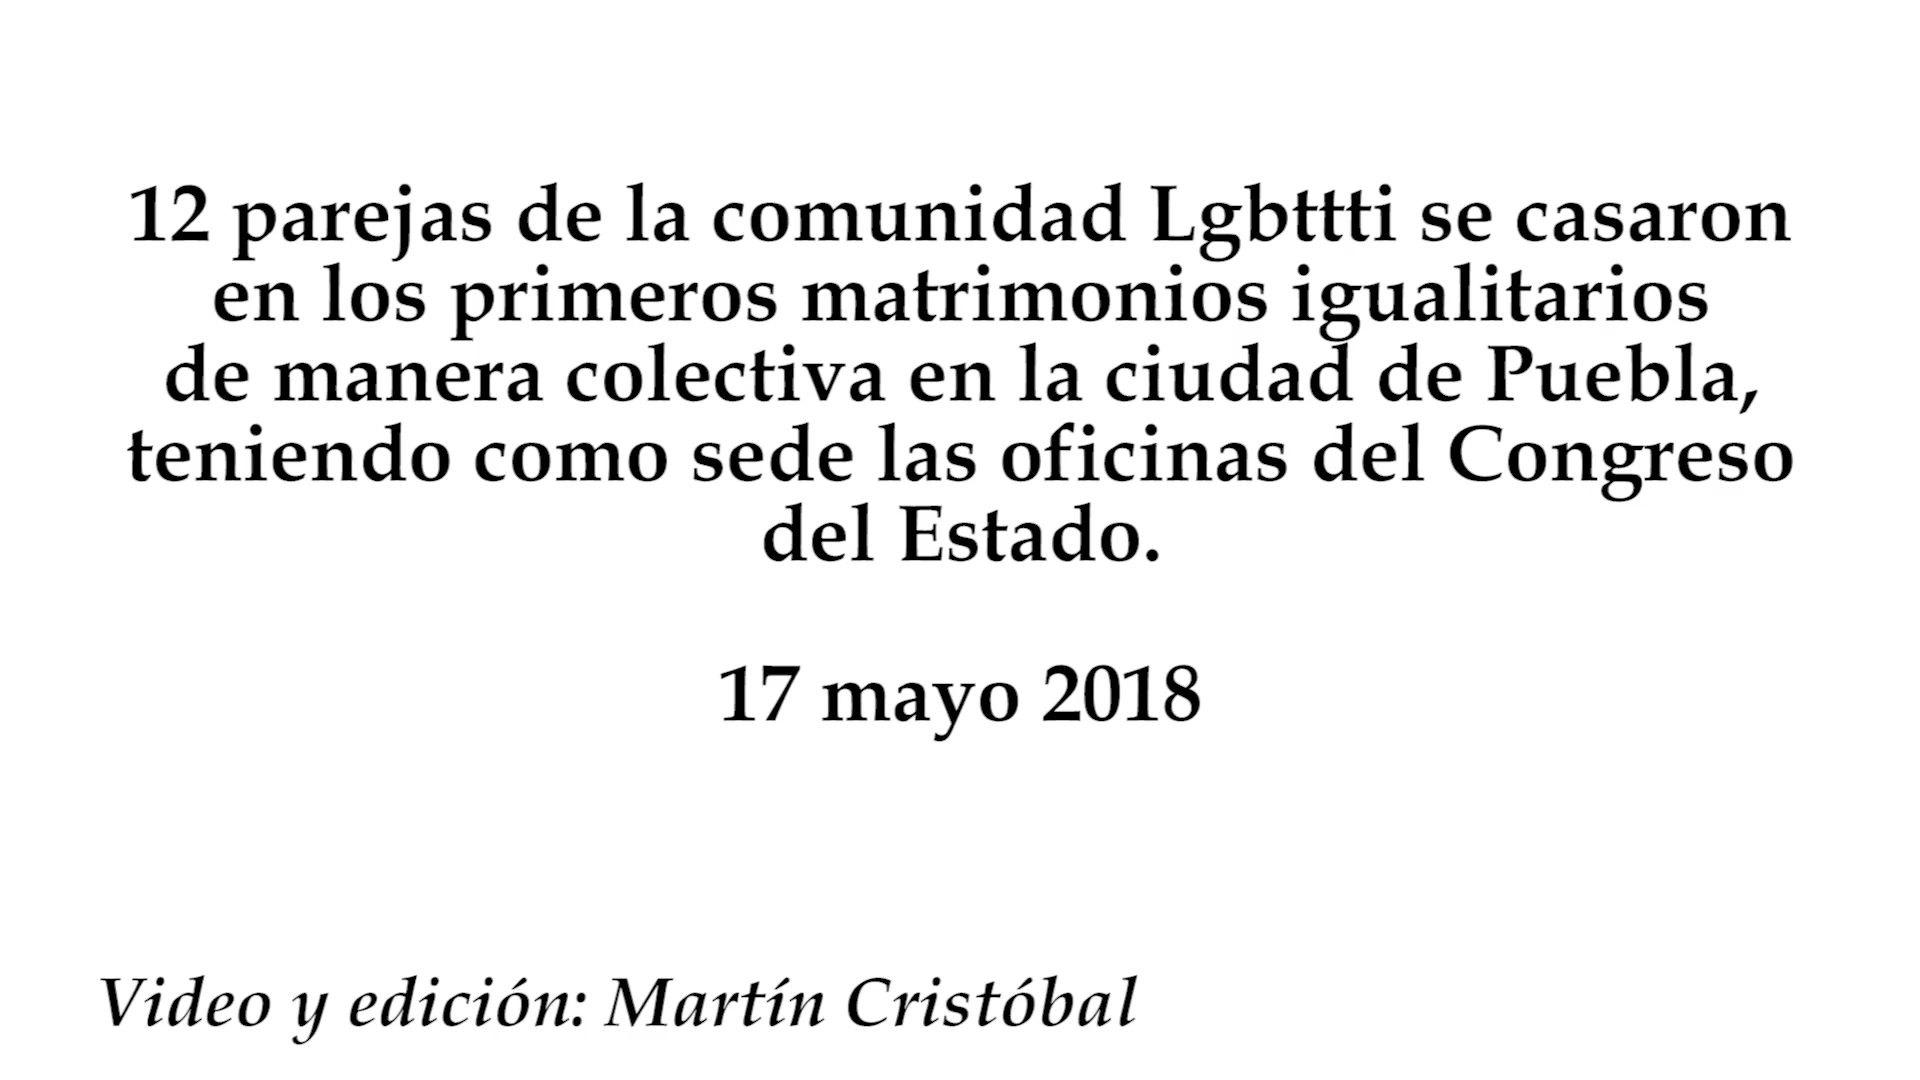 12 parejas de la comunidad Lgbttti se casaron
en los primeros matrimonios igualitarios
de manera colectiva en la ciudad de Puebla,
teniendo como sede las oficinas del Congreso
del Estado.
17 mayo 2018
Video y edición: Martín Cristóbal